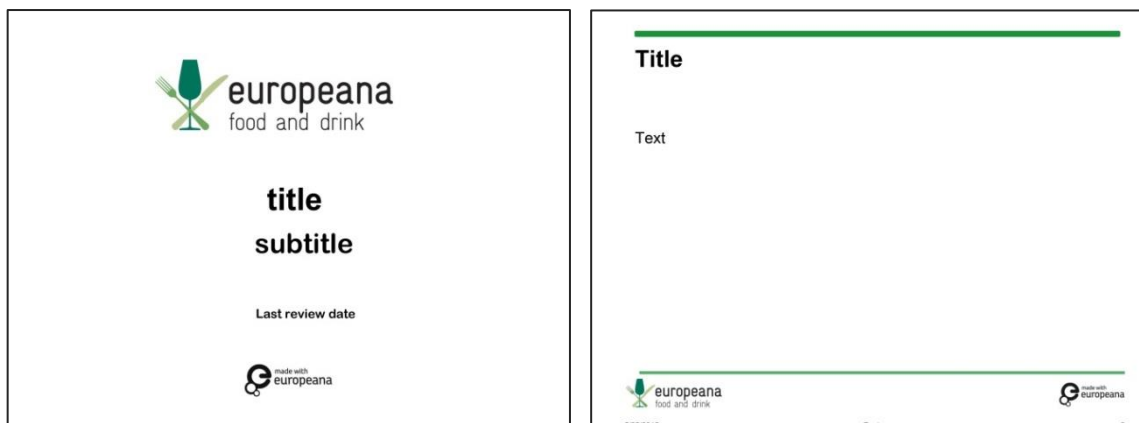 europeana
food and drink
title
subtitle
Last review date
made with
europeana
Title
Text
europeana
food and drink
made with
europeana